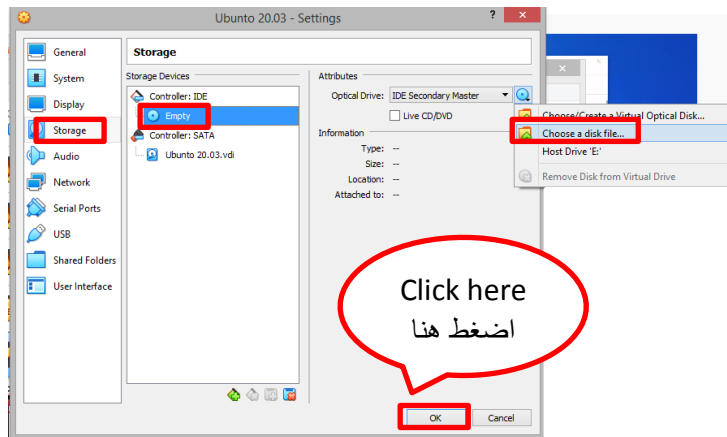 Ubunto 20.03 - Settings
?
General
System
Display
Storage
Audio
Network
Serial Ports
USB
Shared Folders
User Interface
Storage
Storage Devices
Controller: IDE
Empty
Controller: SATA
Ubunto 20.03.vdi
Attributes
Optical Drive: IDE Secondary Master
Live CD/DVD
Information
Type: --
Size: --
Location: --
Attached to: --
Choose/Create a Virtual Optical Disk...
Choose a disk file...
Host Drive 'E:'
Remove Disk from Virtual Drive
Click here
اضغط هنا
OK
Cancel